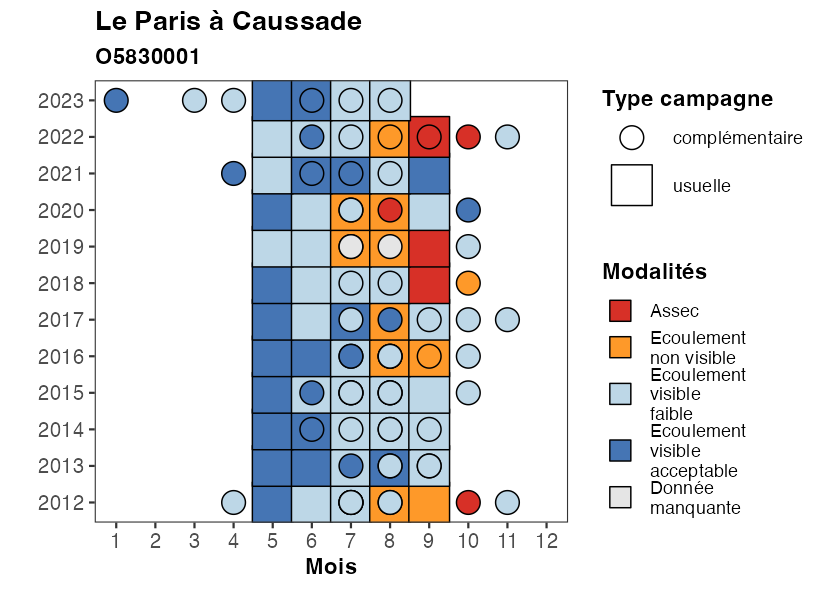 Le Paris à Caussade
O5830001
2023
2022
2021
2020
2019
2018
2017
2016
2015
2014
2013
2012
1 2 3 4 5 6 7 8 9 10 11 12
Mois
Type campagne
complémentaire
usuelle
Modalités
Assec
Ecoulement
non visible
Ecoulement
visible
faible
Ecoulement
visible
acceptable
Donnée
manquante